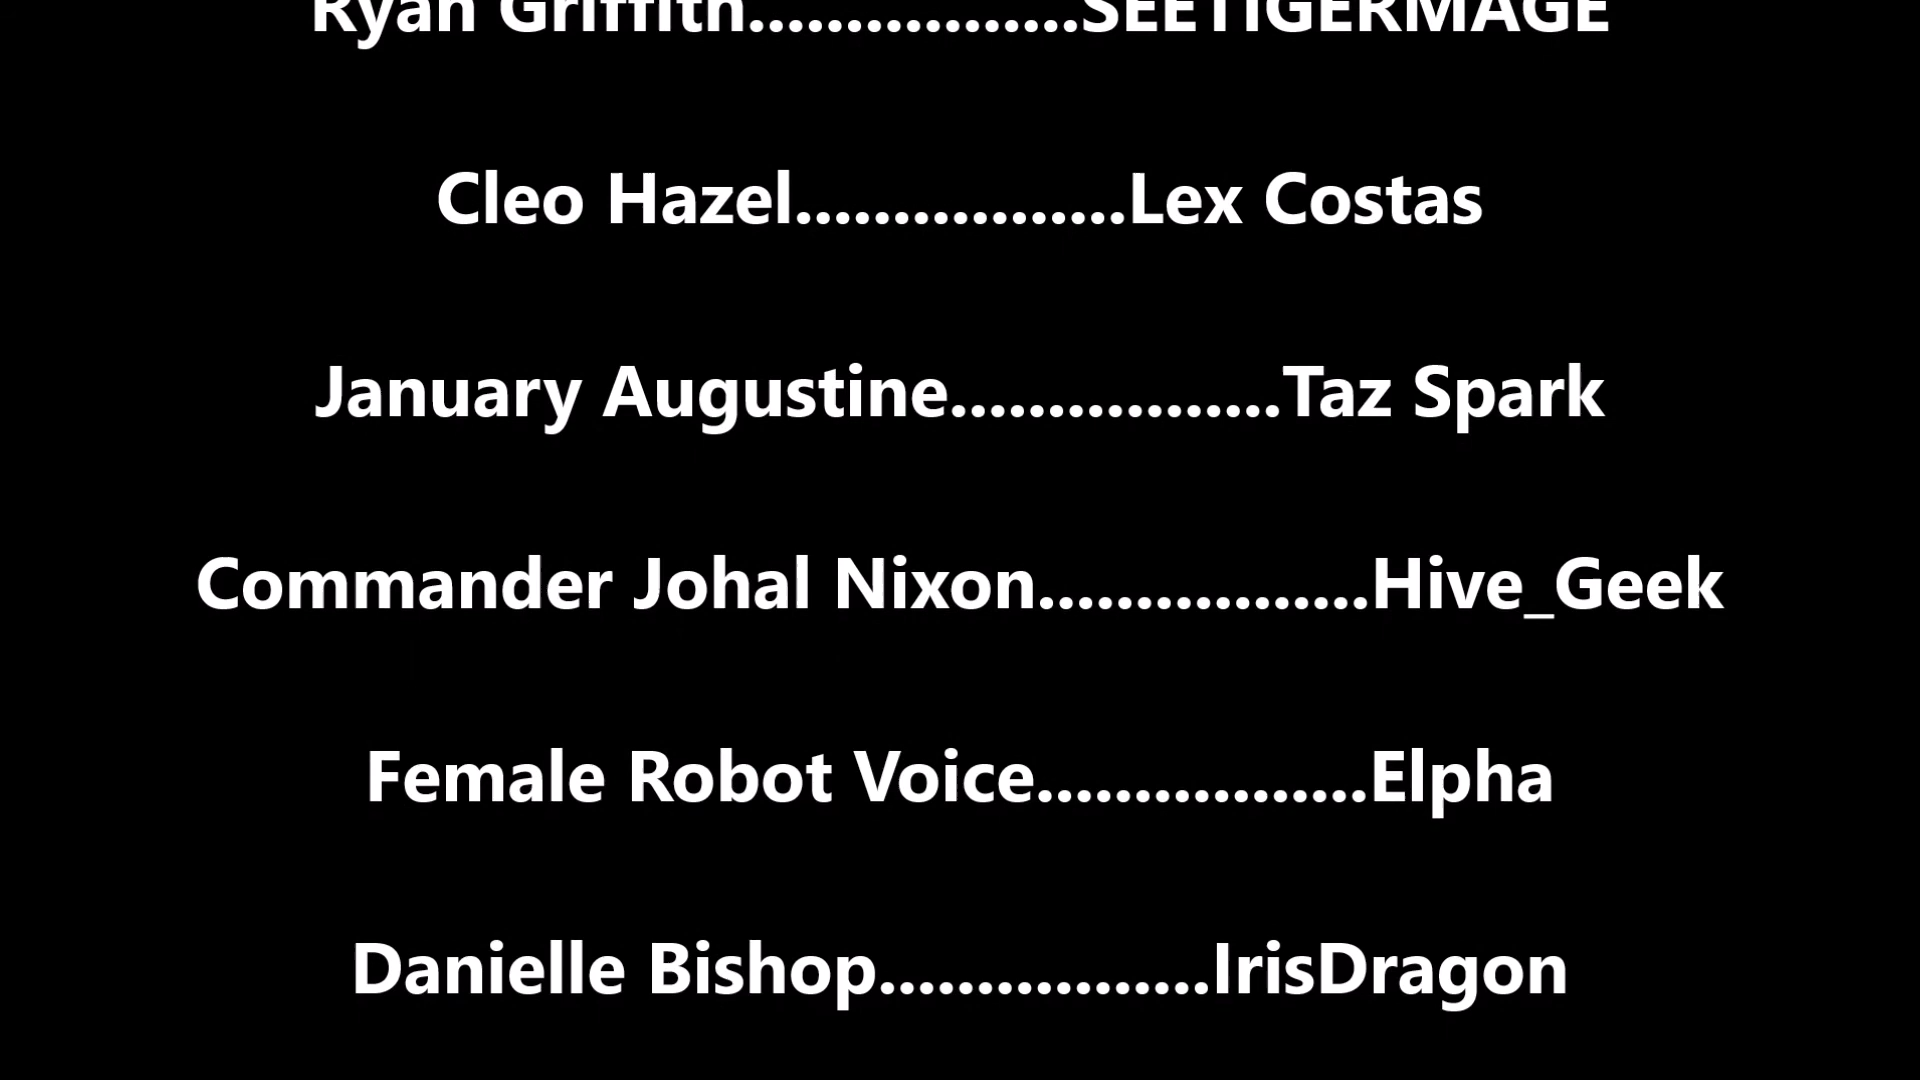 Ryan Griffith.................SEETIGERMAGE
Cleo Hazel.................Lex Costas
January Augustine.................Taz Spark
Commander Johal Nixon.................Hive_Geek
Female Robot Voice.................Elpha
Danielle Bishop.................IrisDragon